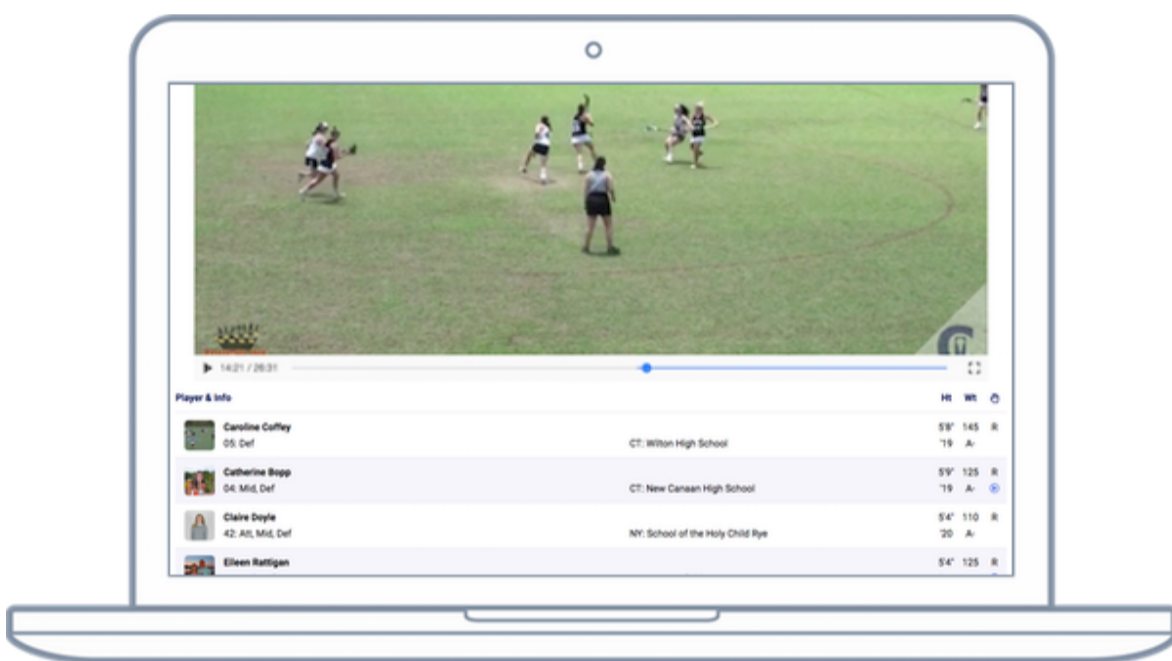 14:21 / 26:31
Player & Info Ht Wt
Caroline Coffey 5'8" 145 R
05: Def CT: Wilton High School '19 A-
Catherine Bopp 5'9" 125 R
04: Mid, Def CT: New Canaan High School '19 A-
Claire Doyle 5'4" 110 R
42: Att, Mid, Def NY: School of the Holy Child Rye '20 A-
Eileen Rattigan 5'4" 125 R